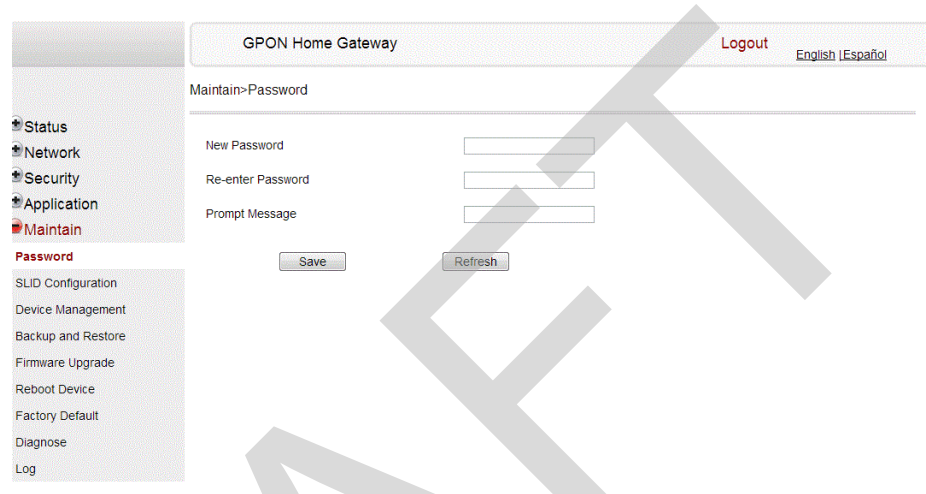 GPON Home Gateway
Logout
English | Español
Maintain>Password
Status
Network
Security
Application
Maintain
Password
SLID Configuration
Device Management
Backup and Restore
Firmware Upgrade
Reboot Device
Factory Default
Diagnose
Log
New Password
Re-enter Password
Prompt Message
Save
Refresh
AFT